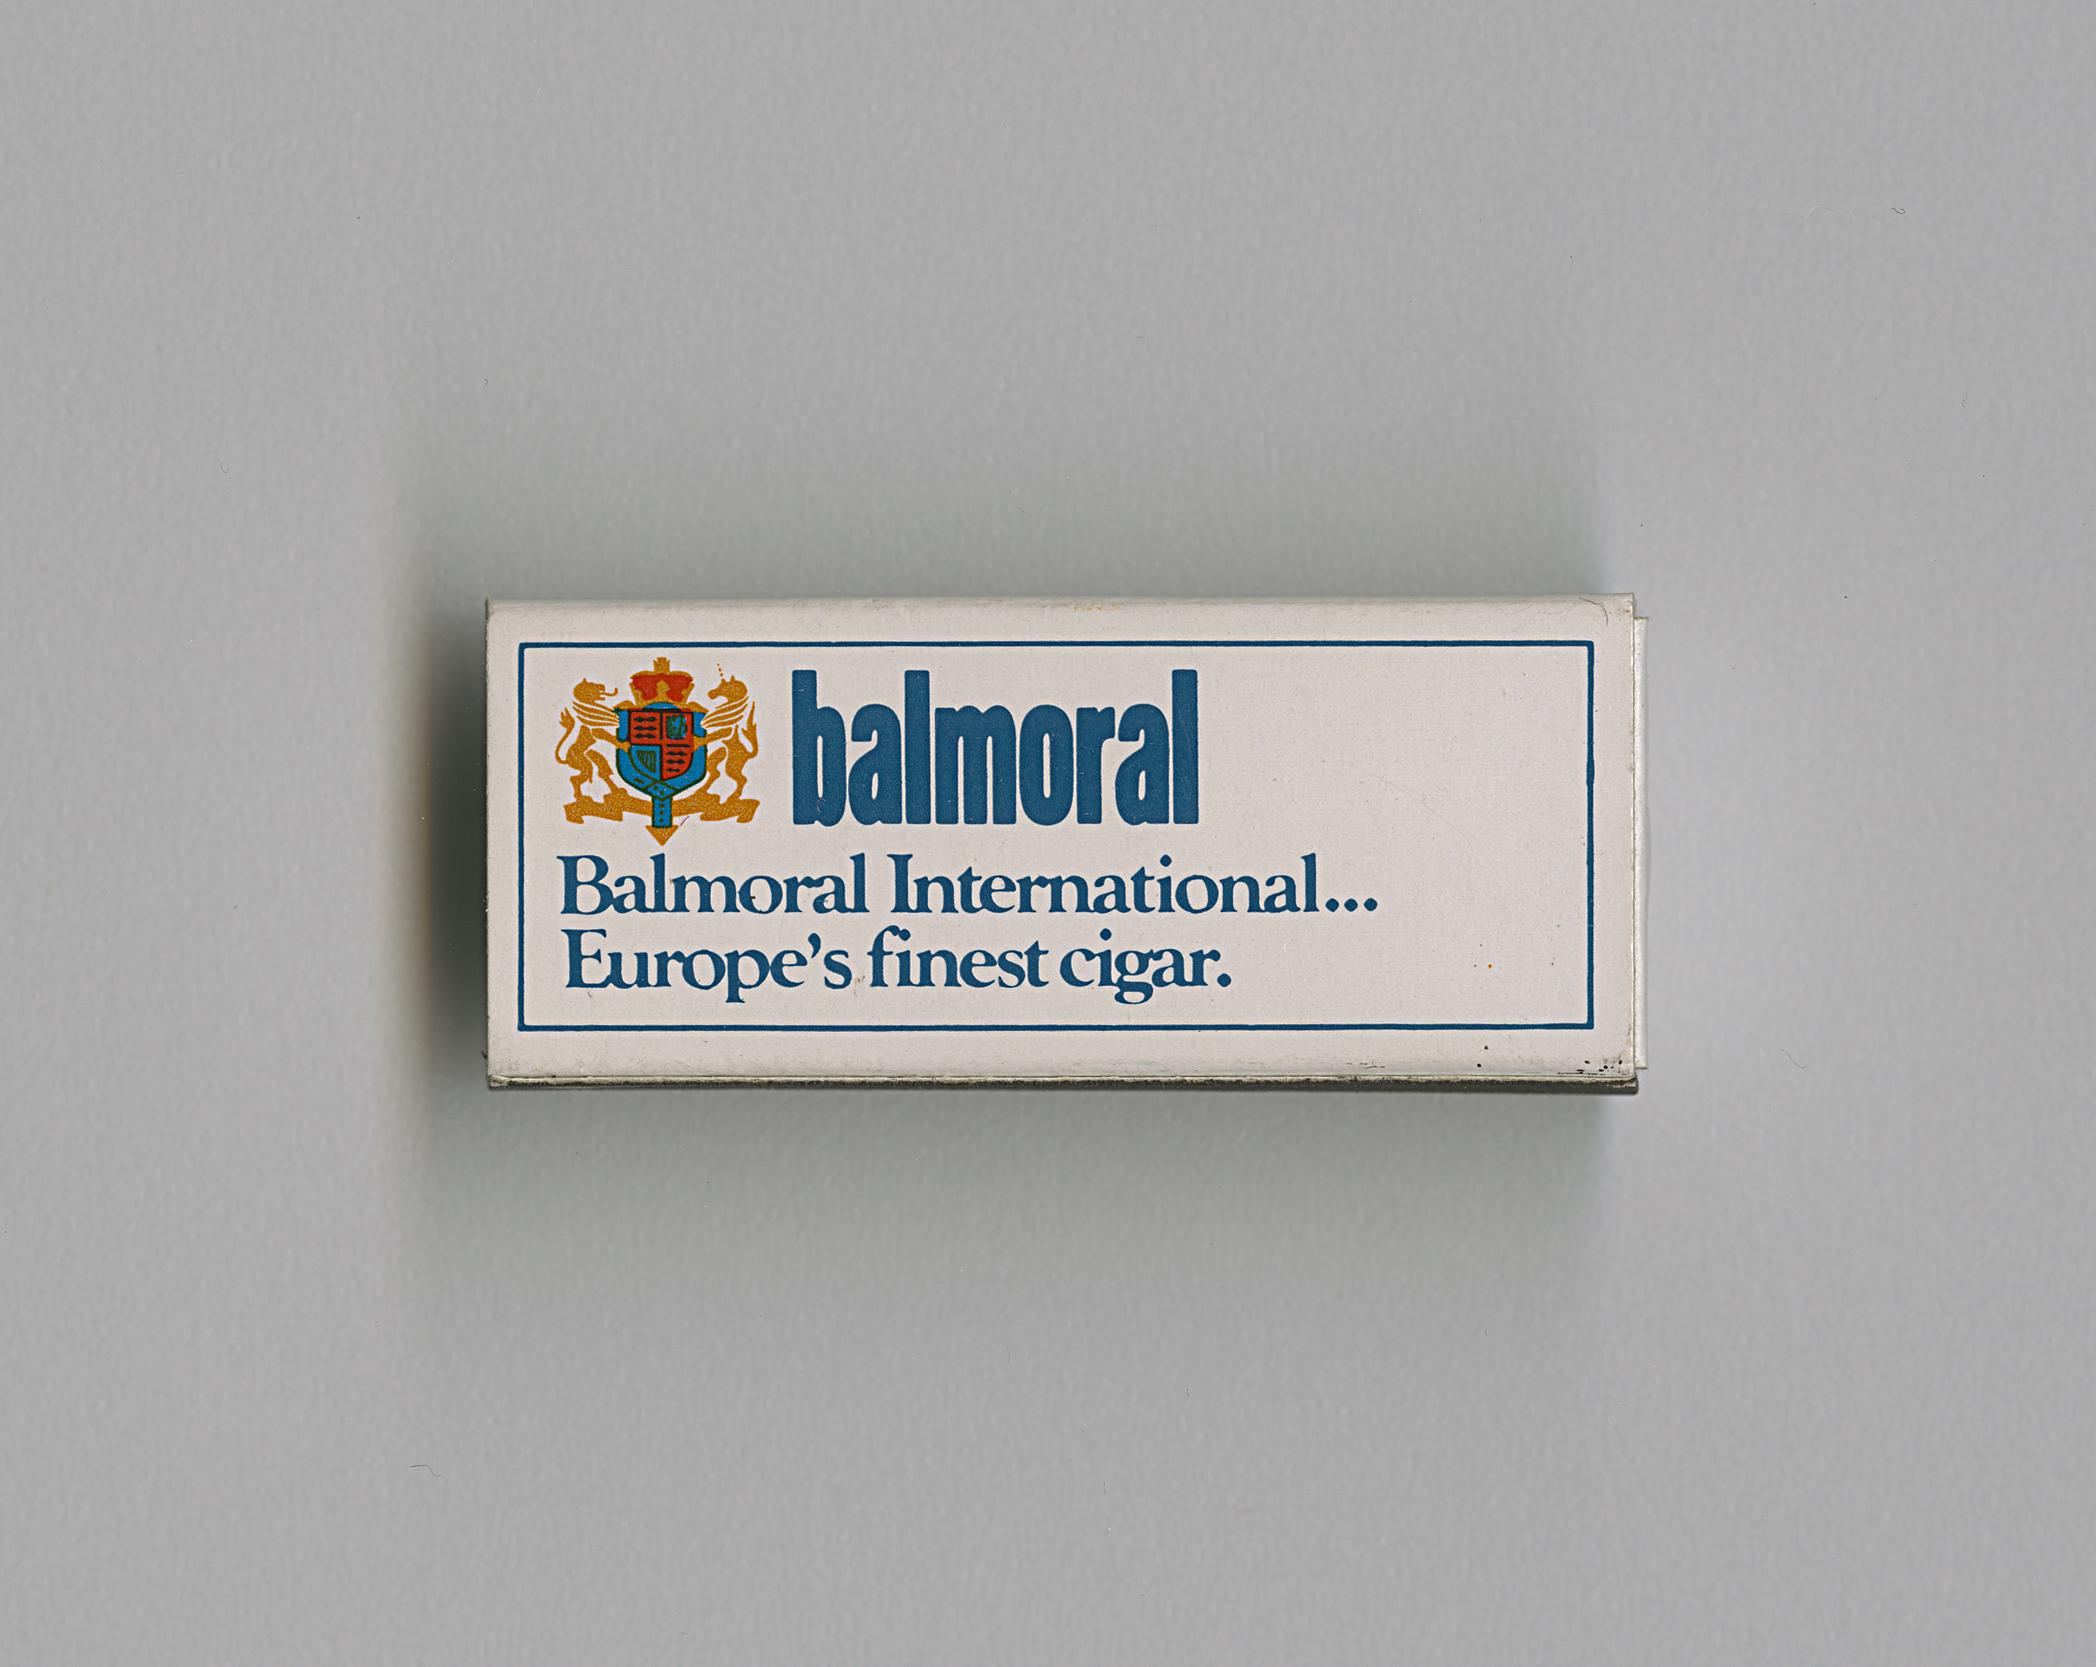 balmoral
Balmoral International...
Europe's finest cigar.